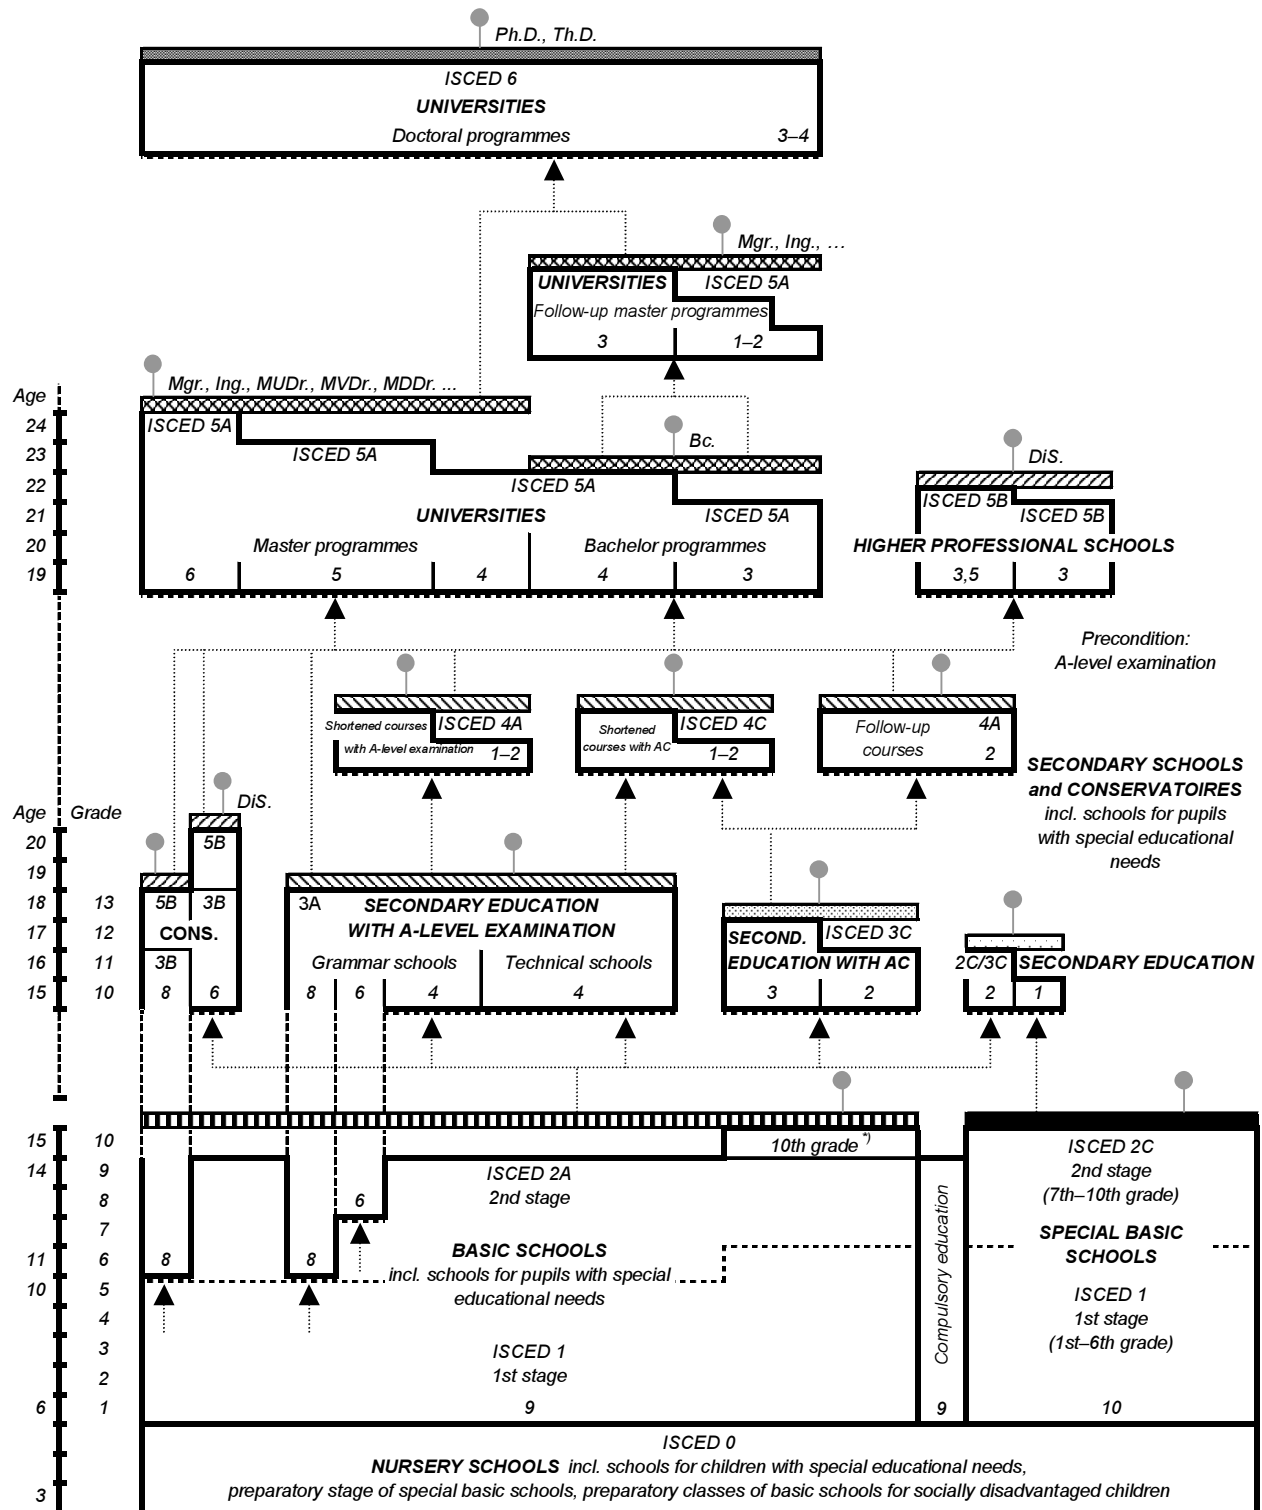 Ph.D., Th.D.
ISCED 6
UNIVERSITIES
Doctoral programmes 3–4
Mgr., Ing., …
UNIVERSITIES ISCED 5A
Follow-up master programmes
3 1–2
Mgr., Ing., MUDr., MVDr., MDDr. ...
Age
24 ISCED 5A
Bc.
23 ISCED 5A
DiS.
22 ISCED 5A
ISCED 5B
21 UNIVERSITIES ISCED 5A ISCED 5B
20 Master programmes Bachelor programmes HIGHER PROFESSIONAL SCHOOLS
19 6 5 4 4 3 3,5 3
Precondition:
A-level examination
Shortened courses ISCED 4A
with A-level examination 1–2
Shortened ISCED 4C
courses with AC 1–2
Follow-up 4A
courses 2
SECONDARY SCHOOLS
and CONSERVATOIRES
incl. schools for pupils
with special educational
needs
DiS.
Age Grade
20 5B
19
18 13 5B 3B 3A SECONDARY EDUCATION
17 12 CONS. WITH A-LEVEL EXAMINATION SECOND. ISCED 3C
16 11 3B Grammar schools Technical schools EDUCATION WITH AC 2C/3C SECONDARY EDUCATION
15 10 8 6 8 6 4 4 3 2 2 1
15 10 10th grade *)
ISCED 2C
14 9 ISCED 2A 2nd stage
8 6 2nd stage (7th–10th grade)
7
SPECIAL BASIC
11 6 8 8 BASIC SCHOOLS SCHOOLS
10 5 incl. schools for pupils with special
educational needs
ISCED 1
4 1st stage
3 ISCED 1 (1st–6th grade)
2 1st stage
Compulsory education
6 1 9 9 10
ISCED 0
NURSERY SCHOOLS incl. schools for children with special educational needs,
3 preparatory stage of special basic schools, preparatory classes of basic schools for socially disadvantaged children